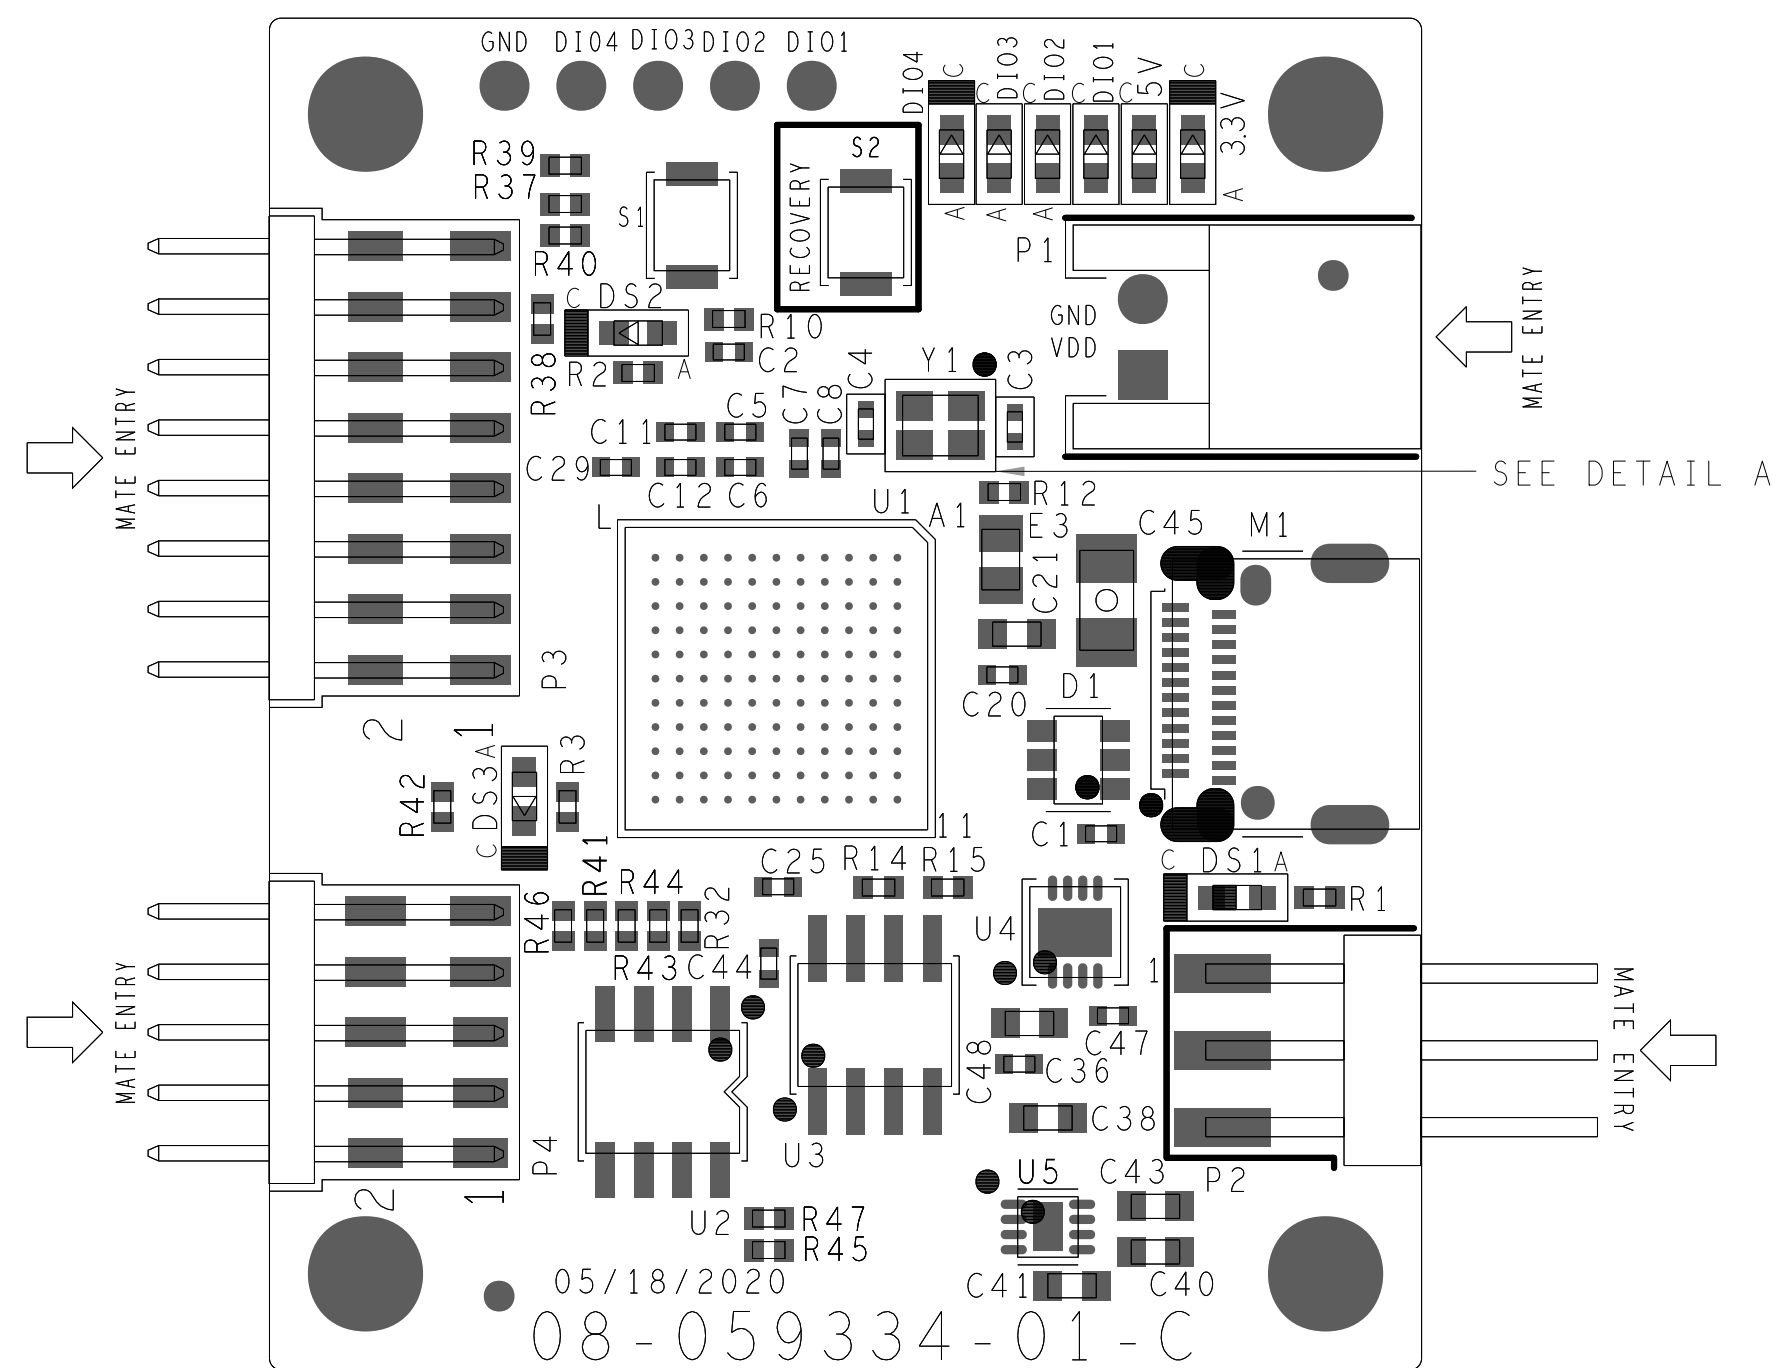 GND DIO4 DIO3 DIO2 DIO1
DIO4 C DIO3 C DIO2 C DIO1 C 5V C 3.3V
A A A A
R39
R37
R40
S1
RECOVERY
S2
P1
GND
VDD
MATE ENTRY
C DS2
R38
R10
C2
R2 A
MATE ENTRY
C11 C5 C7 C8 C4 Y1 C3
C29
C12 C6
SEE DETAIL A
L U1 A1
R12
E3
C45 M1
C21
C20
D1
P3
2 1
R42
C DS3 A
R3
11
C1
C DS1 A
R1
C25 R14 R15
R46 R41 R44 R32
R43 C44
U4
1
MATE ENTRY
MATE ENTRY
C48 C47
C36
C38
P4
2 1
U3
U2
U5
C43 P2
R47
R45
C41 C40
05/18/2020
08-059334-01-C